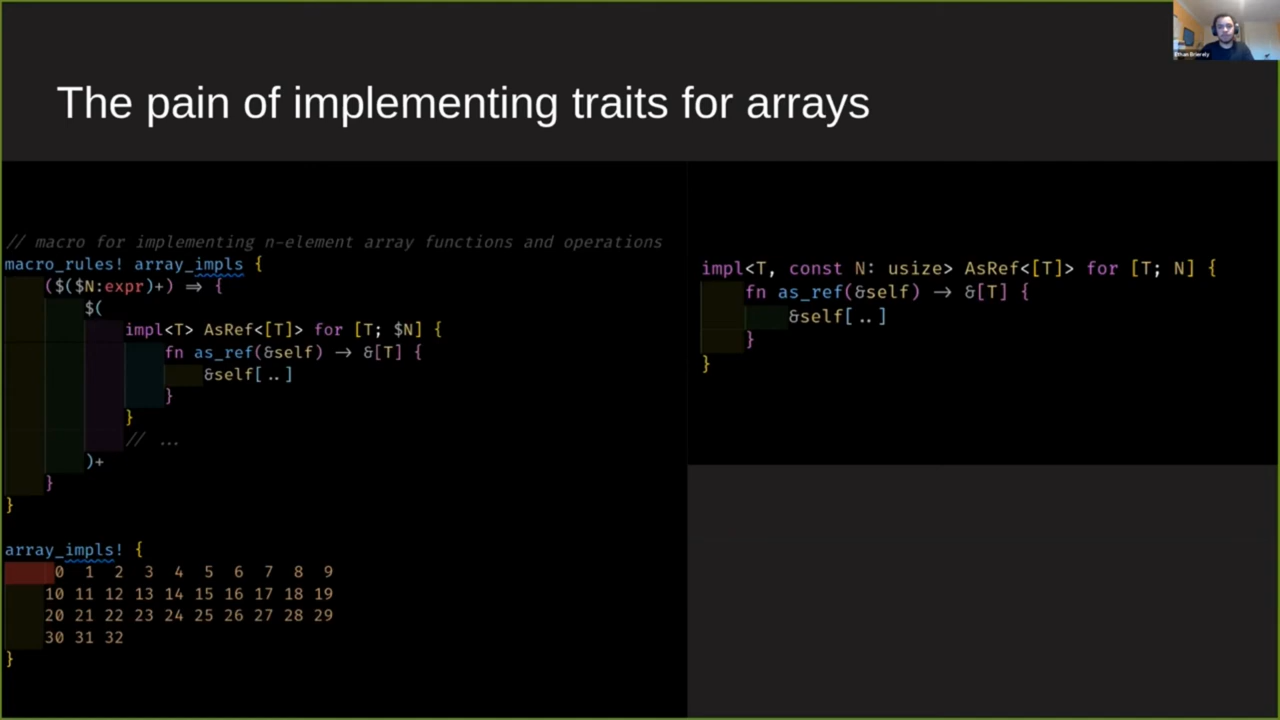 The pain of implementing traits for arrays
// macro for implementing n-element array functions and operations
macro_rules! array_impls {
($($N:expr)+) => {
$(
impl<T> AsRef<[T]> for [T; $N] {
fn as_ref(&self) -> &[T] {
&self[..]
}
}
// ...
)+
}
}
array_impls! {
0 1 2 3 4 5 6 7 8 9
10 11 12 13 14 15 16 17 18 19
20 21 22 23 24 25 26 27 28 29
30 31 32
}
impl<T, const N: usize> AsRef<[T]> for [T; N] {
fn as_ref(&self) -> &[T] {
&self[..]
}
}
Ethan Brierely